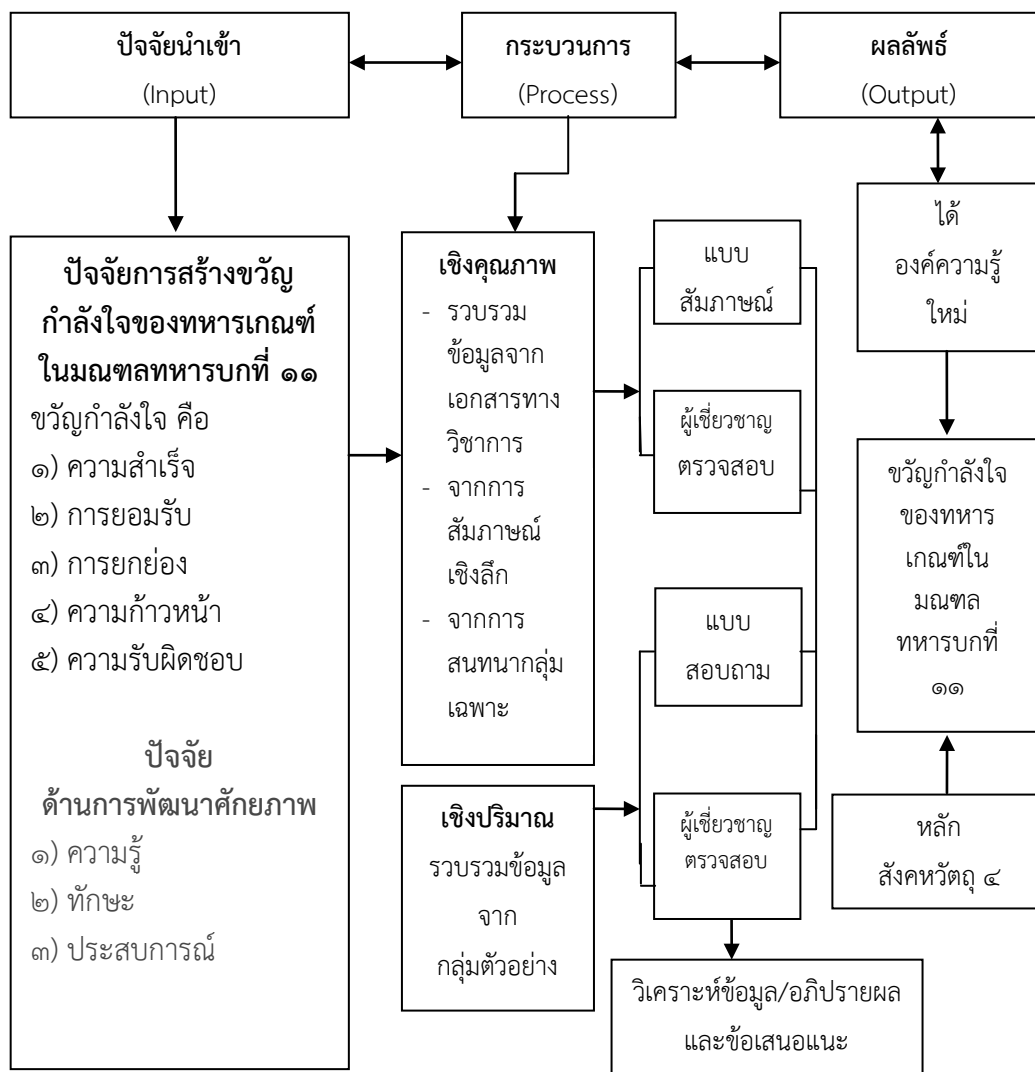 ปัจจัยนำเข้า
(Input)
กระบวนการ
(Process)
ผลลัพธ์
(Output)
ปัจจัยการสร้างขวัญ
กำลังใจของทหารเกณฑ์
ในมณฑลทหารบกที่ ๑๑
ขวัญกำลังใจ คือ
๑) ความสำเร็จ
๒) การยอมรับ
๓) การยกย่อง
๔) ความก้าวหน้า
๕) ความรับผิดชอบ
ปัจจัย
ด้านการพัฒนาศักยภาพ
๑) ความรู้
๒) ทักษะ
๓) ประสบการณ์
เชิงคุณภาพ
- รวบรวม
ข้อมูลจาก
เอกสารทาง
วิชาการ
- จากการ
สัมภาษณ์
เชิงลึก
- จากการ
สนทนากลุ่ม
เฉพาะ
เชิงปริมาณ
รวบรวมข้อมูล
จาก
กลุ่มตัวอย่าง
แบบ
สัมภาษณ์
ผู้เชี่ยวชาญ
ตรวจสอบ
แบบ
สอบถาม
ผู้เชี่ยวชาญ
ตรวจสอบ
วิเคราะห์ข้อมูล/อภิปรายผล
และข้อเสนอแนะ
ได้
องค์ความรู้
ใหม่
ขวัญกำลังใจ
ของทหาร
เกณฑ์ใน
มณฑล
ทหารบกที่
๑๑
หลัก
สังคหวัตถุ ๔